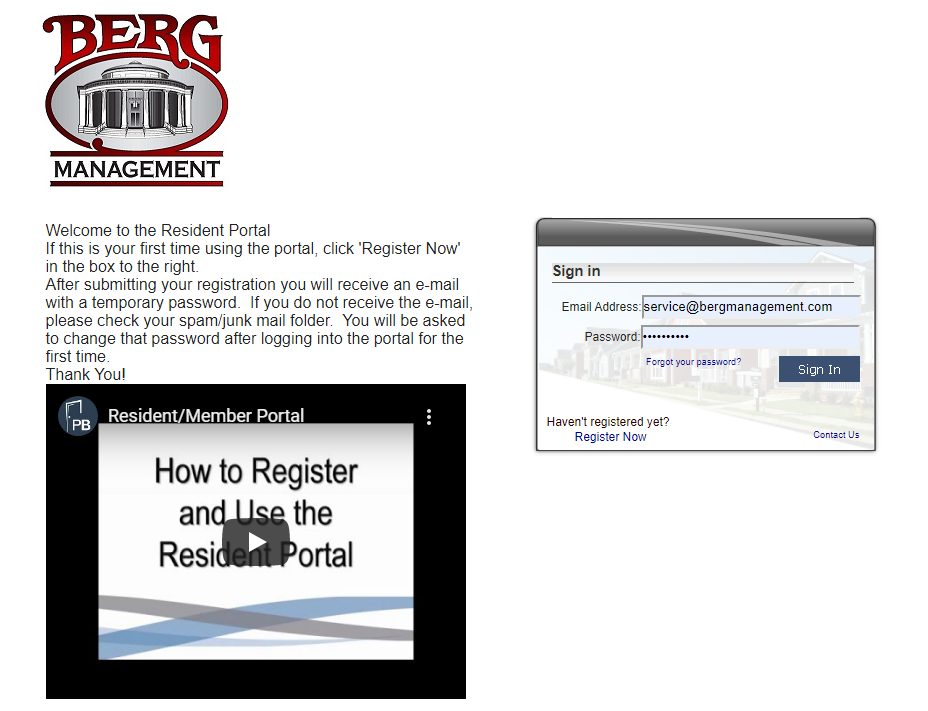 BERG
MANAGEMENT
Welcome to the Resident Portal
If this is your first time using the portal, click 'Register Now'
in the box to the right.
After submitting your registration you will receive an e-mail
with a temporary password.  If you do not receive the e-mail,
please check your spam/junk mail folder.  You will be asked
to change that password after logging into the portal for the
first time.
Thank You!
PB
Resident/Member Portal
How to Register
and Use the
Resident Portal
Sign in
Email Address: service@bergmanagement.com
Password: ••••••••••
Forgot your password?
Sign In
Haven't registered yet?
Register Now
Contact Us